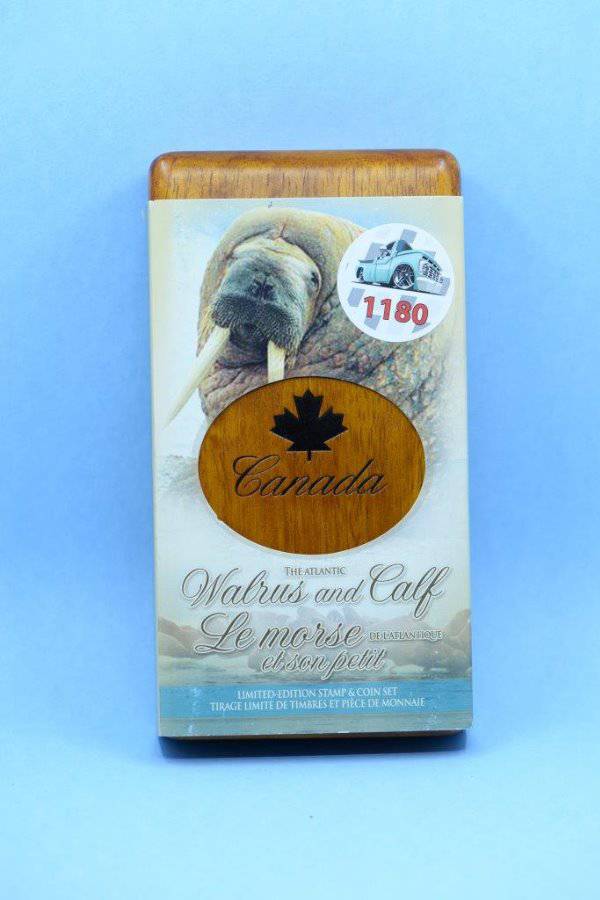 1180
Canada
THE ATLANTIC
Walrus and Calf
Le morse DE L'ATLANTIQUE
et son petit
LIMITED-EDITION STAMP & COIN SET
TIRAGE LIMITÉ DE TIMBRES ET PIÈCE DE MONNAIE